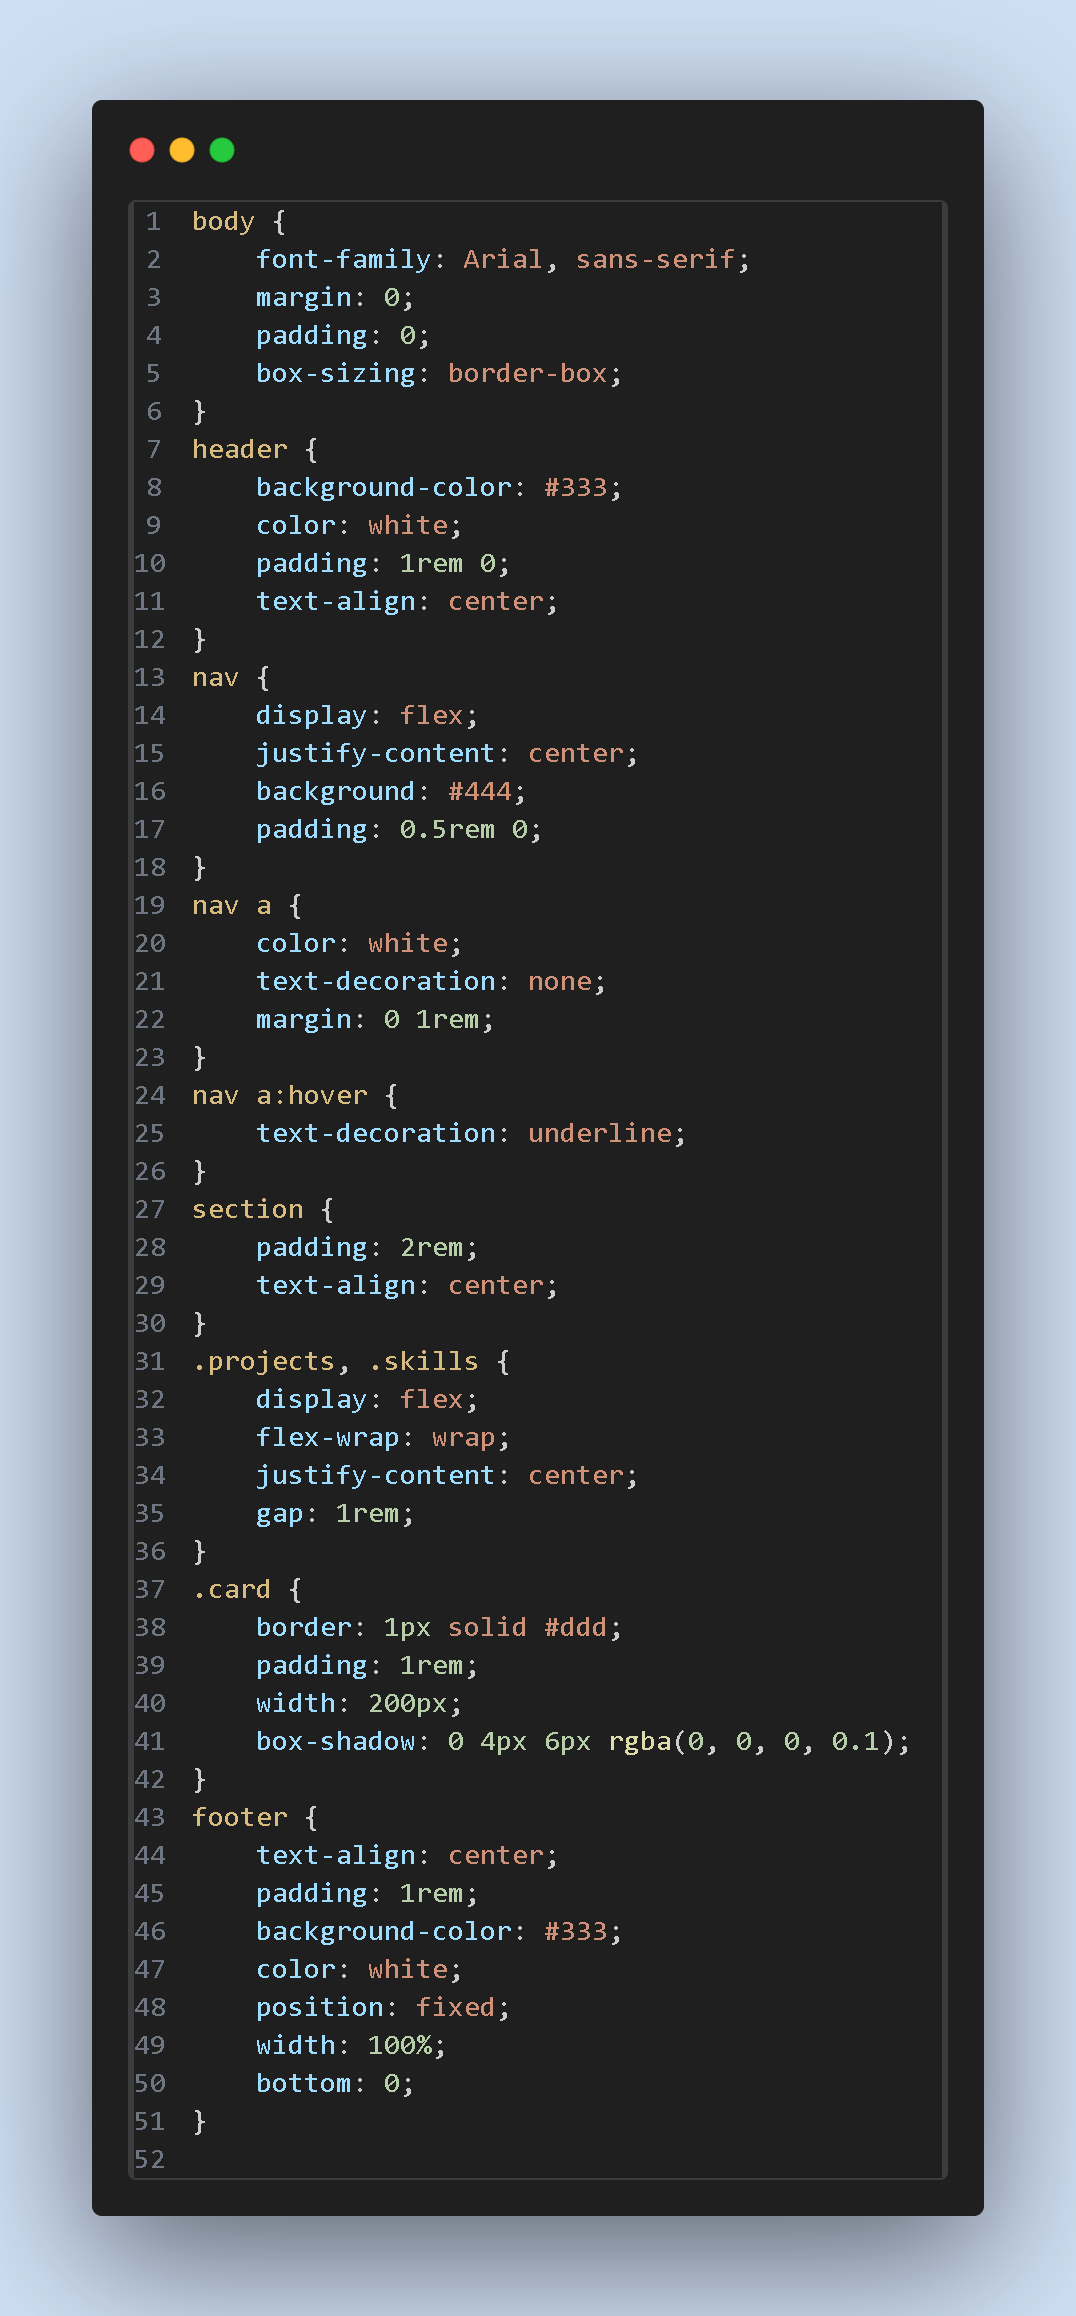 1 body {
2     font-family: Arial, sans-serif;
3     margin: 0;
4     padding: 0;
5     box-sizing: border-box;
6 }
7 header {
8     background-color: #333;
9     color: white;
10     padding: 1rem 0;
11     text-align: center;
12 }
13 nav {
14     display: flex;
15     justify-content: center;
16     background: #444;
17     padding: 0.5rem 0;
18 }
19 nav a {
20     color: white;
21     text-decoration: none;
22     margin: 0 1rem;
23 }
24 nav a:hover {
25     text-decoration: underline;
26 }
27 section {
28     padding: 2rem;
29     text-align: center;
30 }
31 .projects, .skills {
32     display: flex;
33     flex-wrap: wrap;
34     justify-content: center;
35     gap: 1rem;
36 }
37 .card {
38     border: 1px solid #ddd;
39     padding: 1rem;
40     width: 200px;
41     box-shadow: 0 4px 6px rgba(0, 0, 0, 0.1);
42 }
43 footer {
44     text-align: center;
45     padding: 1rem;
46     background-color: #333;
47     color: white;
48     position: fixed;
49     width: 100%;
50     bottom: 0;
51 }
52